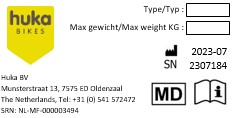 huka
BIKES
Type/Typ :
Max gewicht/Max weight KG :
2023-07
SN 2307184
Huka BV
Munsterstraat 13, 7575 ED Oldenzaal
The Netherlands, Tel: +31 (0) 541 572472
SRN: NL-MF-000003494
MD
i